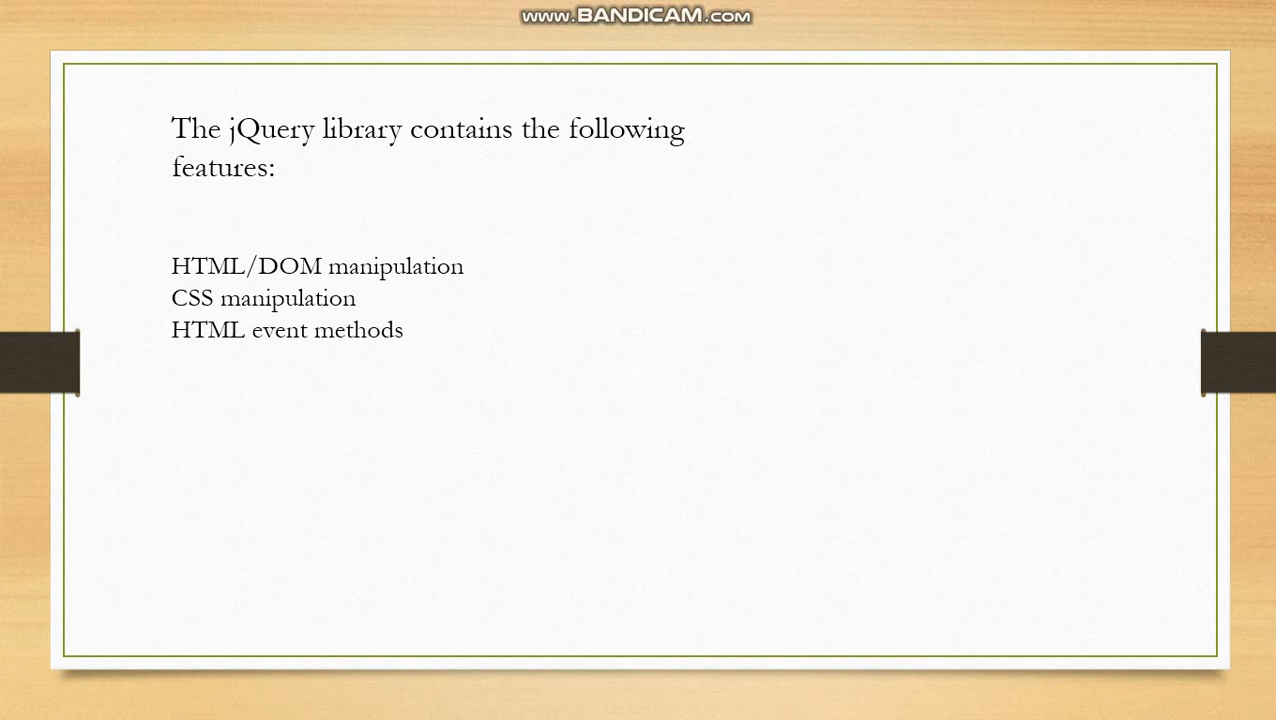 www.BANDICAM.com
The jQuery library contains the following
features:
HTML/DOM manipulation
CSS manipulation
HTML event methods